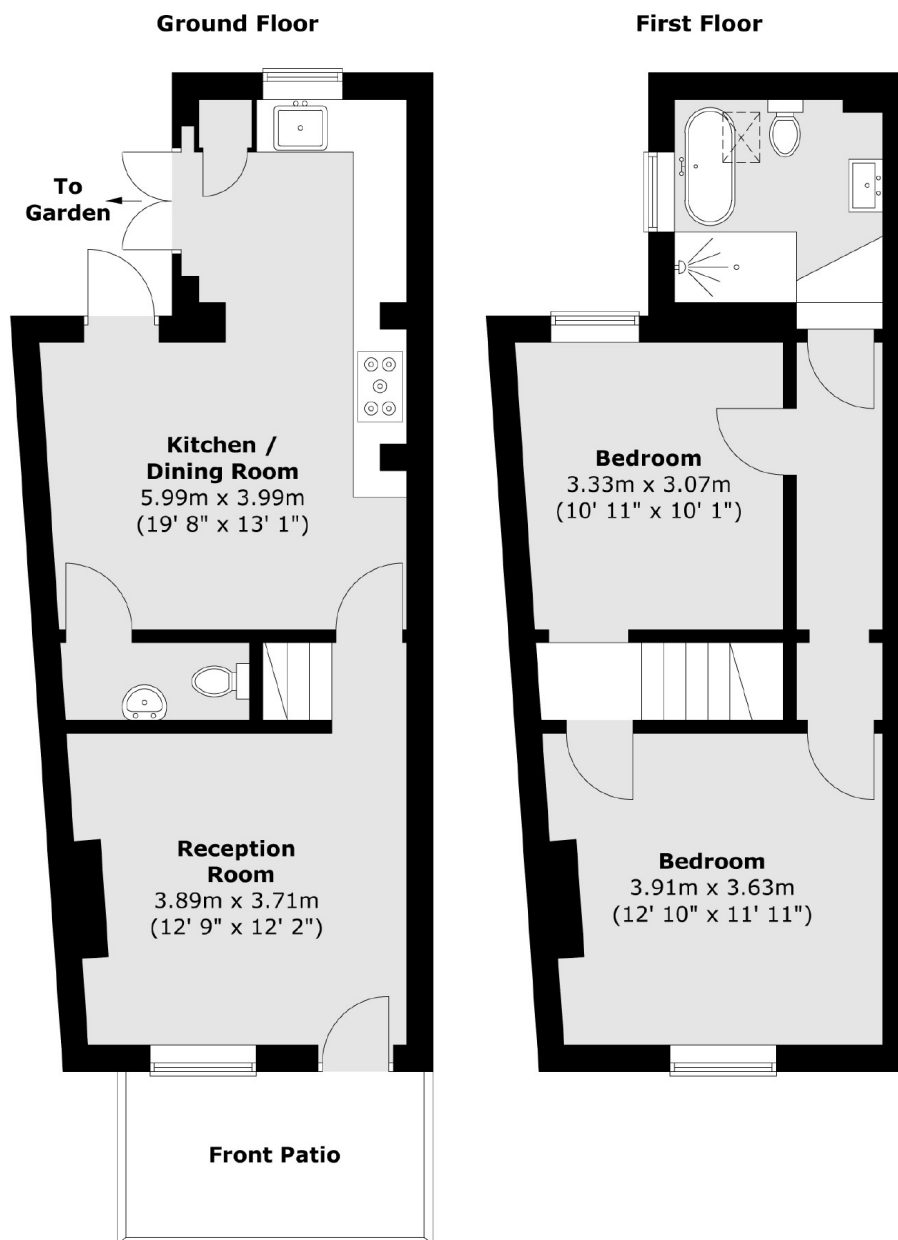 Ground Floor
First Floor
To
Garden
Kitchen /
Dining Room
5.99m x 3.99m
(19' 8" x 13' 1")
Bedroom
3.33m x 3.07m
(10' 11" x 10' 1")
Reception
Room
3.89m x 3.71m
(12' 9" x 12' 2")
Bedroom
3.91m x 3.63m
(12' 10" x 11' 11")
Front Patio